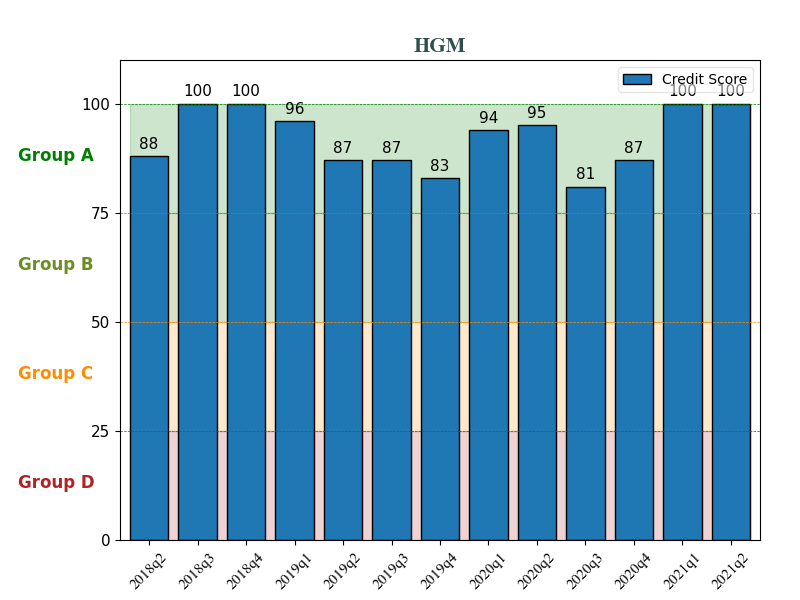 HGM
Credit Score
100
75
50
25
0
Group A
Group B
Group C
Group D
88
100
100
96
87
87
83
94
95
81
87
100
100
2018q2
2018q3
2018q4
2019q1
2019q2
2019q3
2019q4
2020q1
2020q2
2020q3
2020q4
2021q1
2021q2